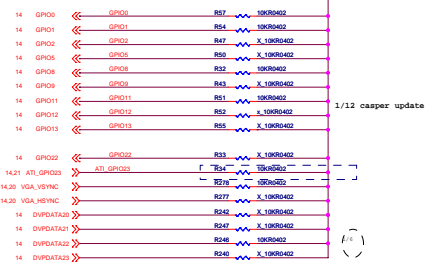 14 GPIO0 GPIO0 R57 10KR0402
14 GPIO1 GPIO1 R54 10KR0402
14 GPIO2 GPIO2 R47 X_10KR0402
14 GPIO5 GPIO5 R50 X_10KR0402
14 GPIO8 GPIO8 R32 10KR0402
14 GPIO9 GPIO9 R43 X_10KR0402
14 GPIO11 GPIO11 R51 10KR0402
1/12 casper update
14 GPIO12 GPIO12 R52 x_10KR0402
14 GPIO13 GPIO13 R55 X_10KR0402
14 GPIO22 GPIO22 R33 X_10KR0402
14,21 ATI_GPIO23 ATI_GPIO23 R34 10KR0402
14,20 VGA_VSYNC R278 10KR0402
14,20 VGA_HSYNC R277 X_10KR0402
14 DVPDATA20 R242 X_10KR0402
14 DVPDATA21 R247 X_10KR0402
14 DVPDATA22 R246 10KR0402
14 DVPDATA23 R240 X_10KR0402